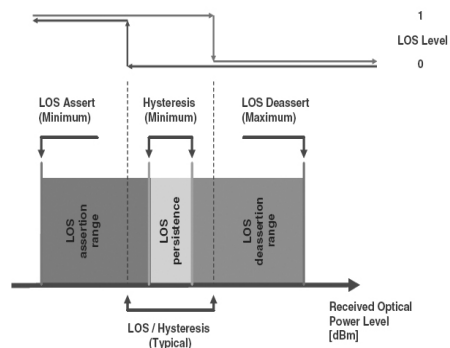 1
LOS Level
0
LOS Assert
(Minimum)
Hysteresis
(Minimum)
LOS Deassert
(Maximum)
LOS
assertion
range
LOS
persistence
LOS
deassertion
range
Received Optical
Power Level
[dBm]
LOS / Hysteresis
(Typical)